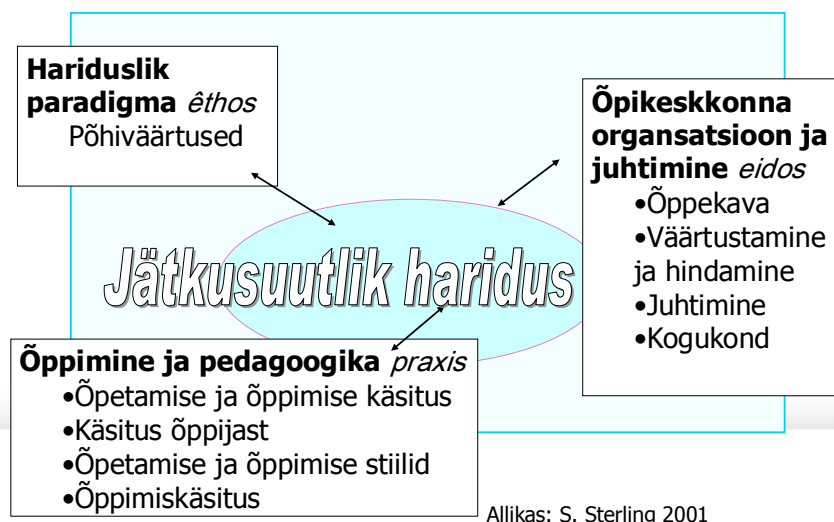 Hariduslik
paradigma êthos
Põhiväärtused
Õpikeskkonna
organsatsioon ja
juhtimine eidos
•Õppekava
•Väärtustamine
ja hindamine
•Juhtimine
•Kogukond
Jätkusuutlik haridus
Õppimine ja pedagoogika praxis
•Õpetamise ja õppimise käsitus
•Käsitus õppijast
•Õpetamise ja õppimise stiilid
•Õppimiskäsitus
Allikas: S. Sterling 2001